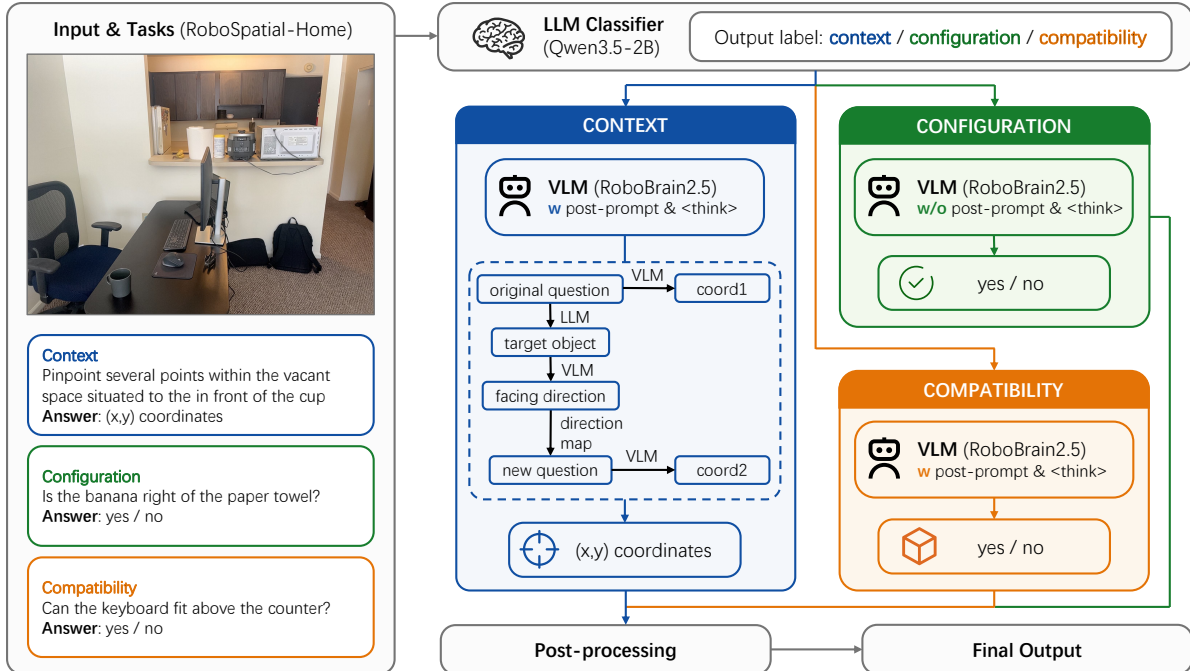 Input & Tasks (RoboSpatial-Home)
Context
Pinpoint several points within the vacant
space situated to the in front of the cup
Answer: (x,y) coordinates
Configuration
Is the banana right of the paper towel?
Answer: yes / no
Compatibility
Can the keyboard fit above the counter?
Answer: yes / no
LLM Classifier
(Qwen3.5-2B)
Output label: context / configuration / compatibility
CONTEXT
VLM (RoboBrain2.5)
w post-prompt & <think>
original question
VLM
coord1
LLM
target object
VLM
facing direction
direction
map
new question
VLM
coord2
(x,y) coordinates
CONFIGURATION
VLM (RoboBrain2.5)
w/o post-prompt & <think>
yes / no
COMPATIBILITY
VLM (RoboBrain2.5)
w post-prompt & <think>
yes / no
Post-processing
Final Output